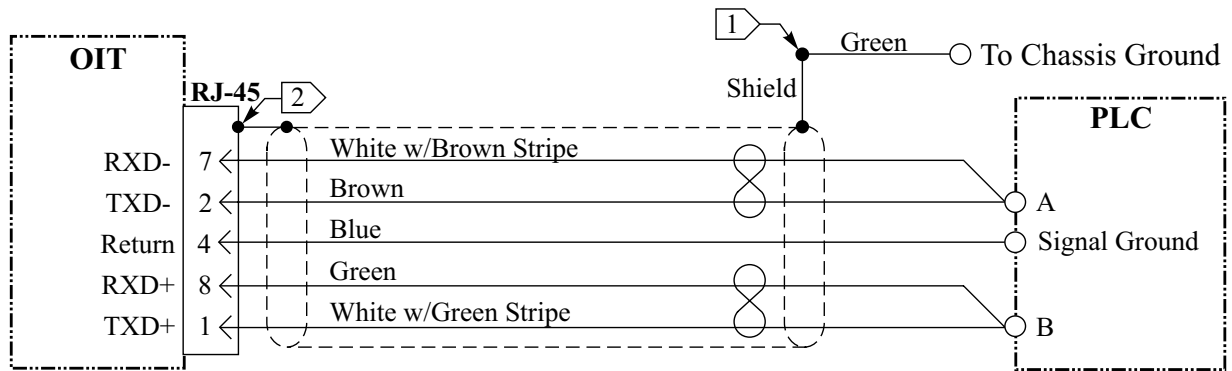 1
Green
To Chassis Ground
OIT
Shield
RJ-45
2
PLC
RXD- 7 White w/Brown Stripe
TXD- 2 Brown A
Return 4 Blue Signal Ground
RXD+ 8 Green
TXD+ 1 White w/Green Stripe B